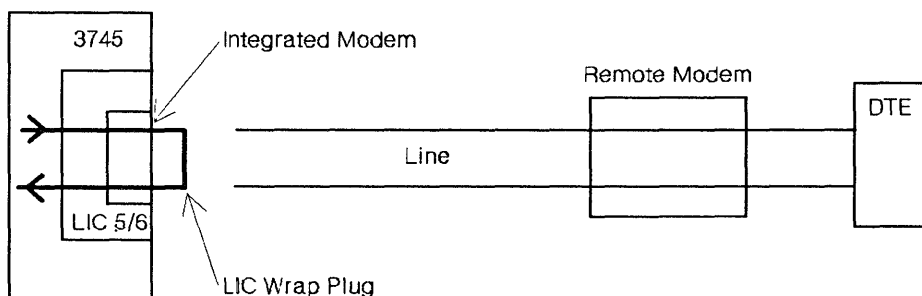 3745
Integrated Modem
Remote Modem
DTE
Line
LIC 5/6
LIC Wrap Plug